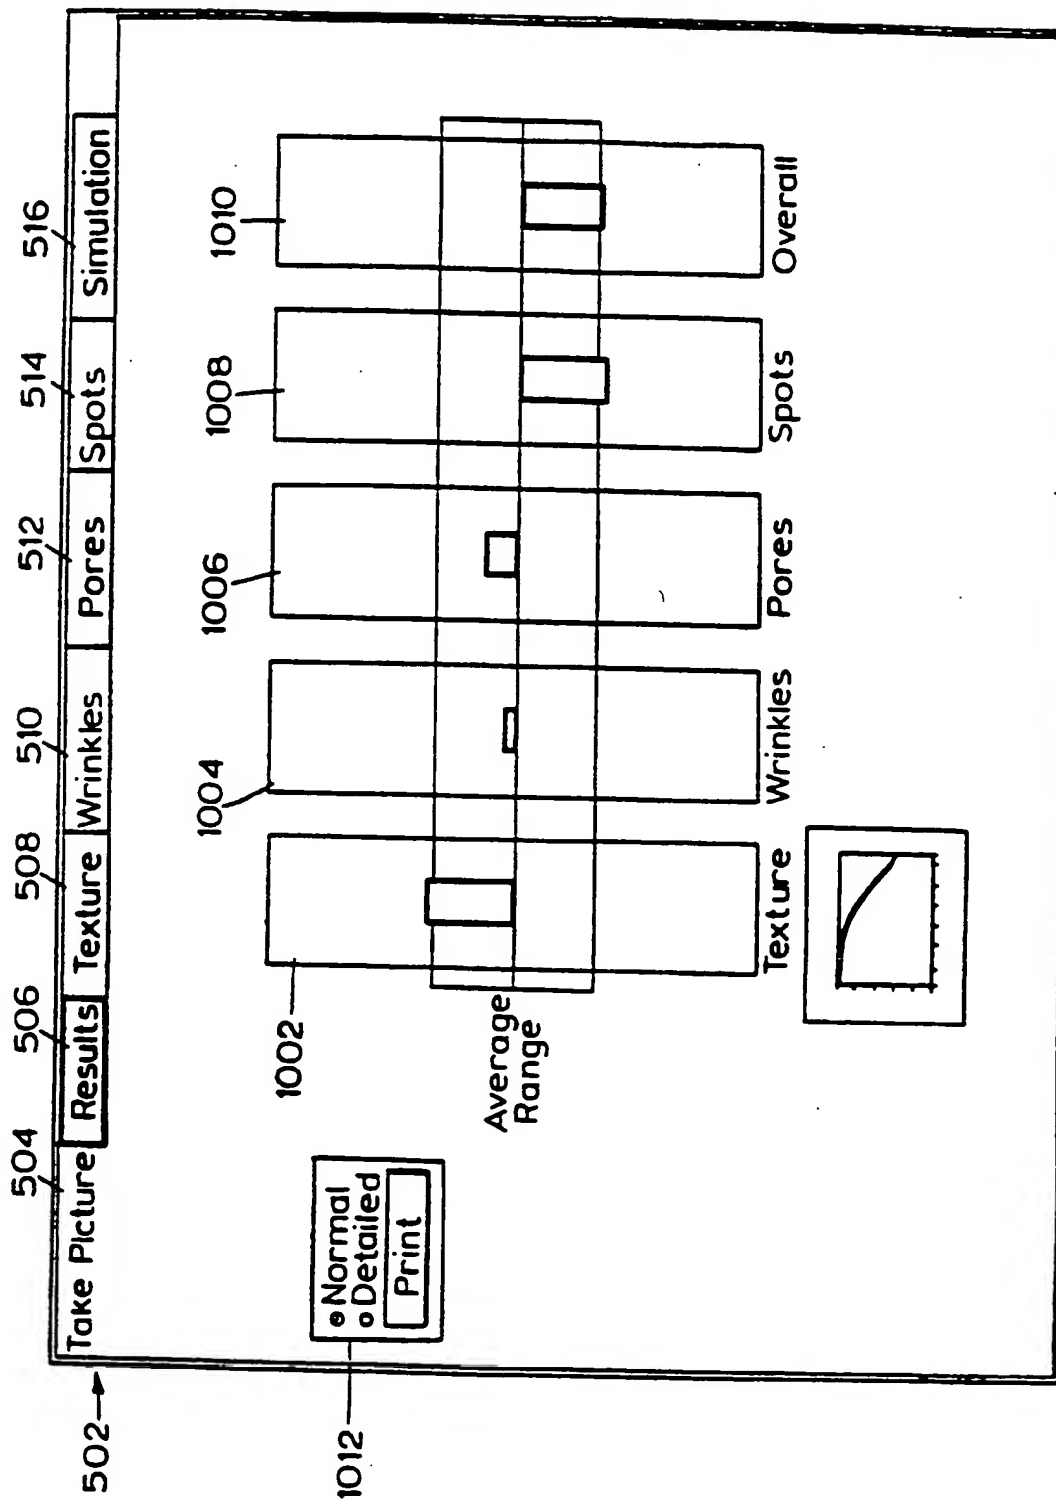 502
504
506
508
510
512
514
516
Take Picture
Results
Texture
Wrinkles
Pores
Spots
Simulation
1012
Normal
Detailed
Print
1002
1004
1006
1008
1010
Average
Range
Texture
Wrinkles
Pores
Spots
Overall